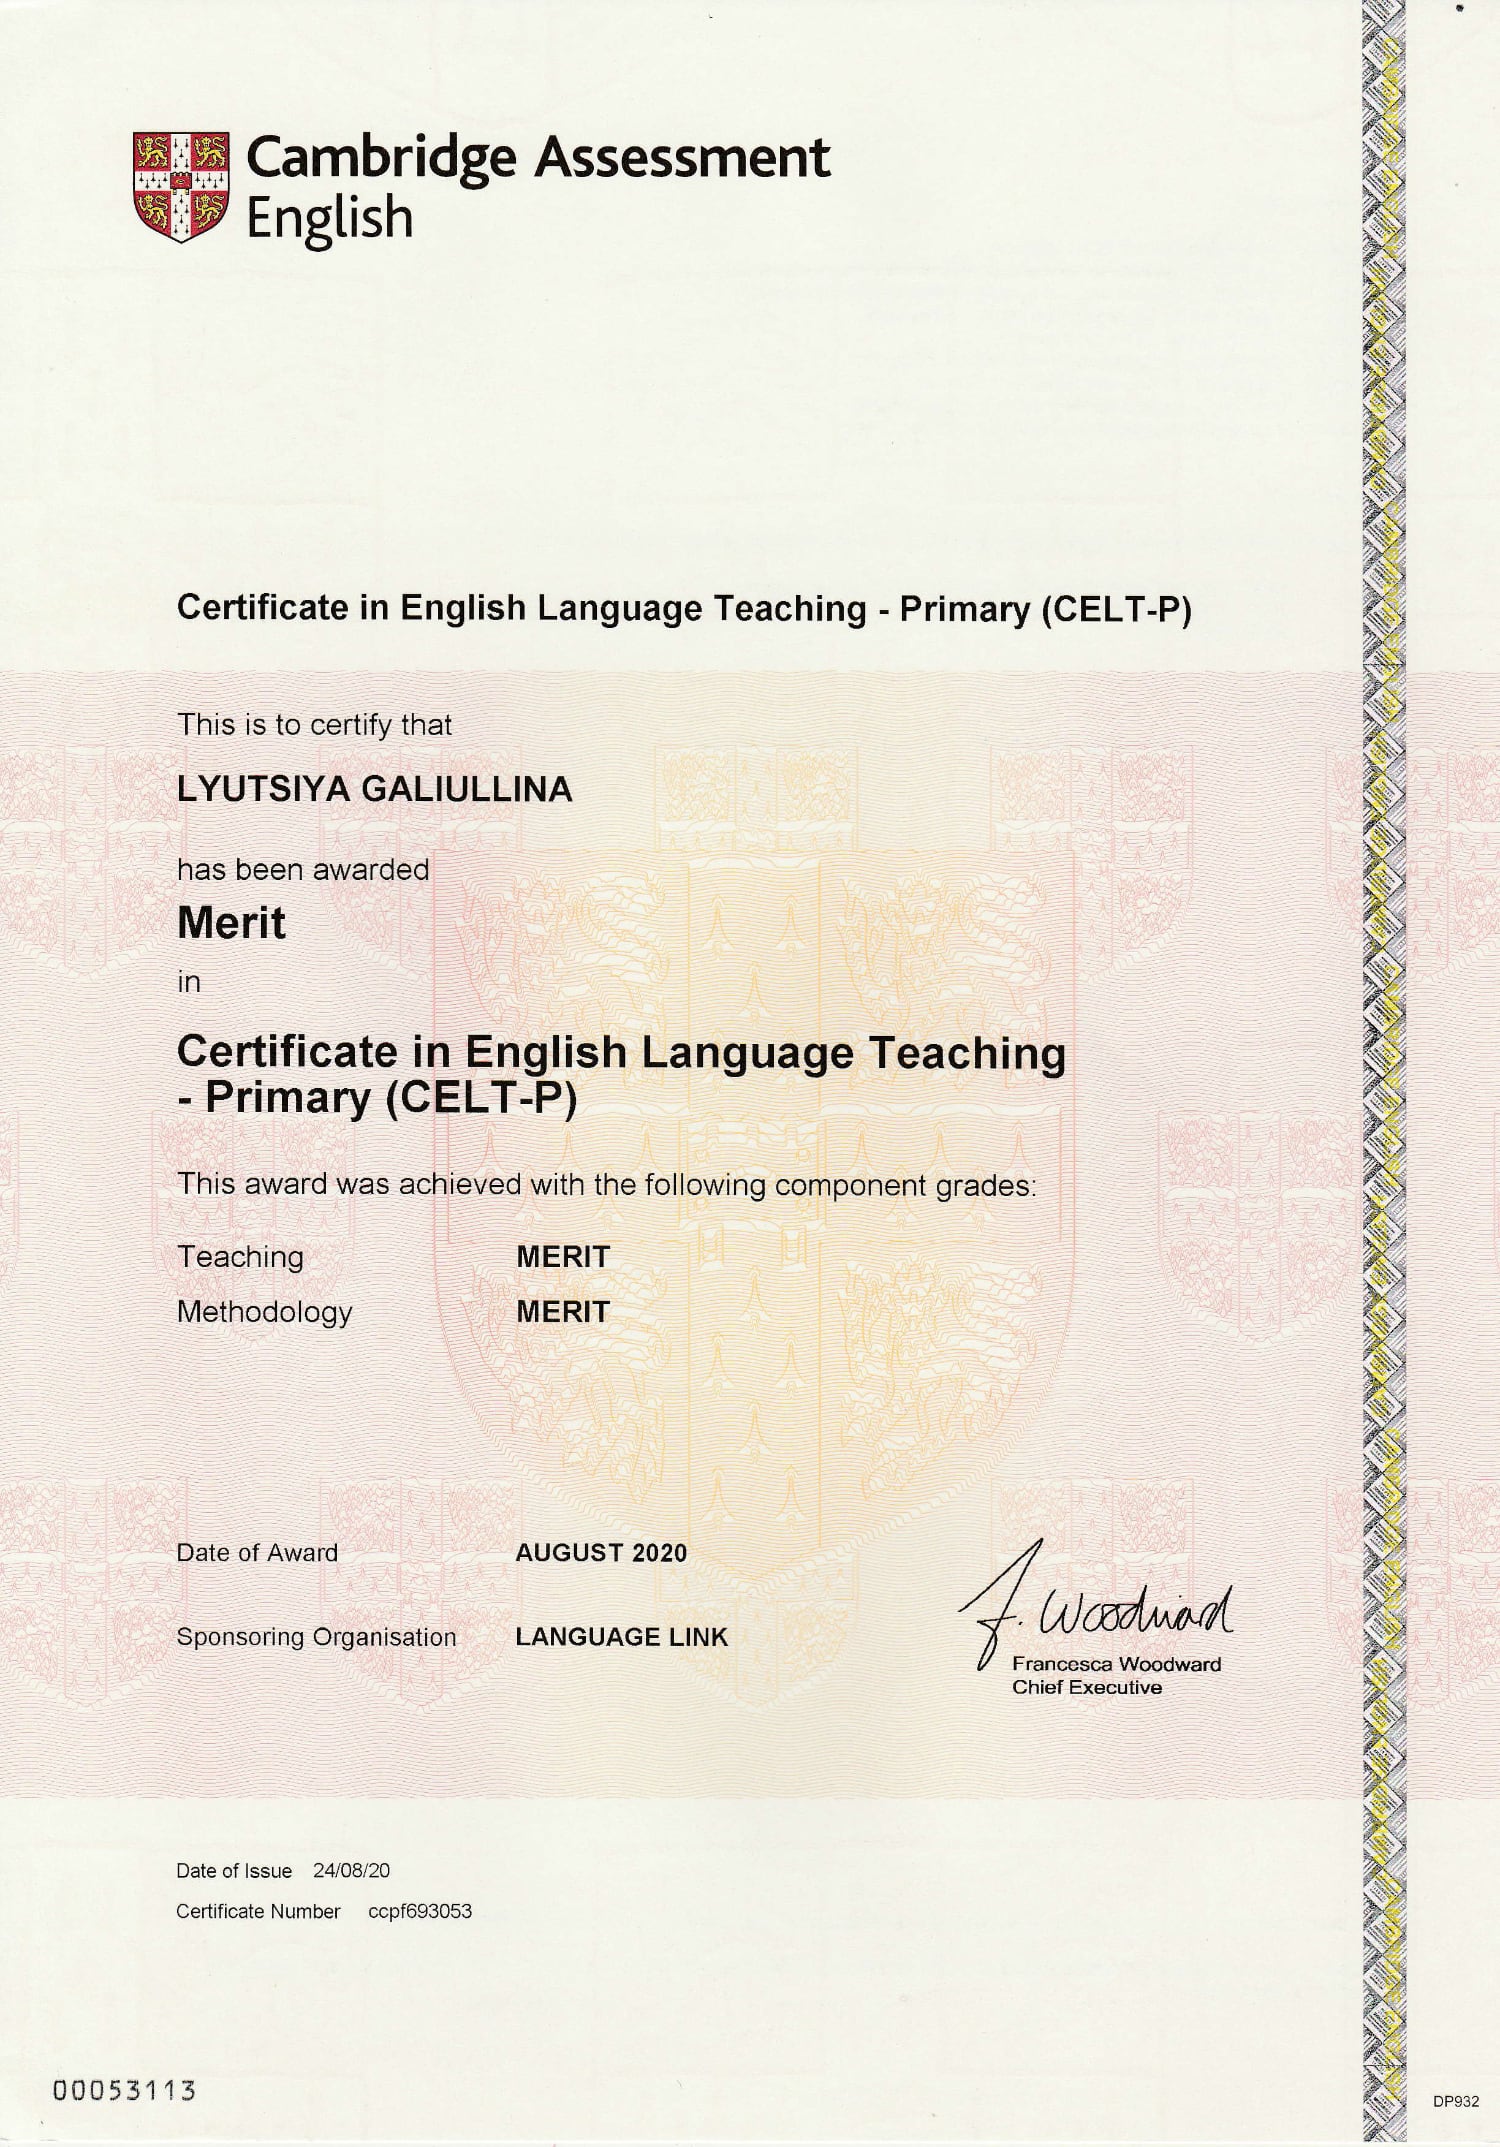 Cambridge Assessment
English
Certificate in English Language Teaching - Primary (CELT-P)
This is to certify that
LYUTSIYA GALIULLINA
has been awarded
Merit
in
Certificate in English Language Teaching
- Primary (CELT-P)
This award was achieved with the following component grades:
Teaching MERIT
Methodology MERIT
Date of Award AUGUST 2020
Sponsoring Organisation LANGUAGE LINK
F. Woodward
Francesca Woodward
Chief Executive
Date of Issue 24/08/20
Certificate Number ccpf693053
00053113
DP932